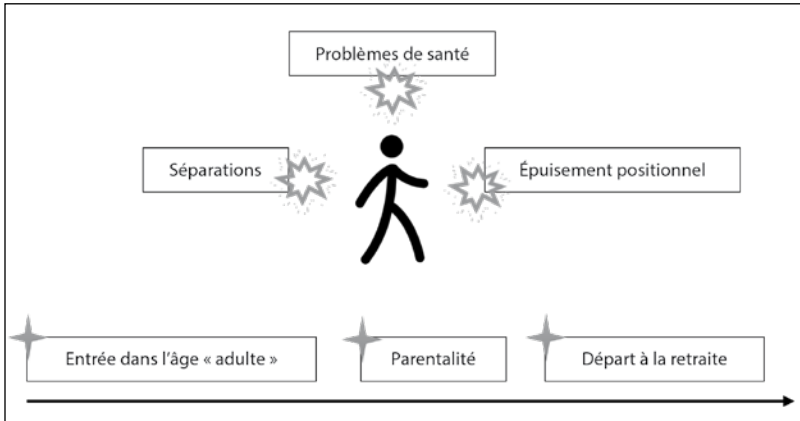 Problèmes de santé
Séparations
Épuisement positionnel
Entrée dans l'âge « adulte »
Parentalité
Départ à la retraite